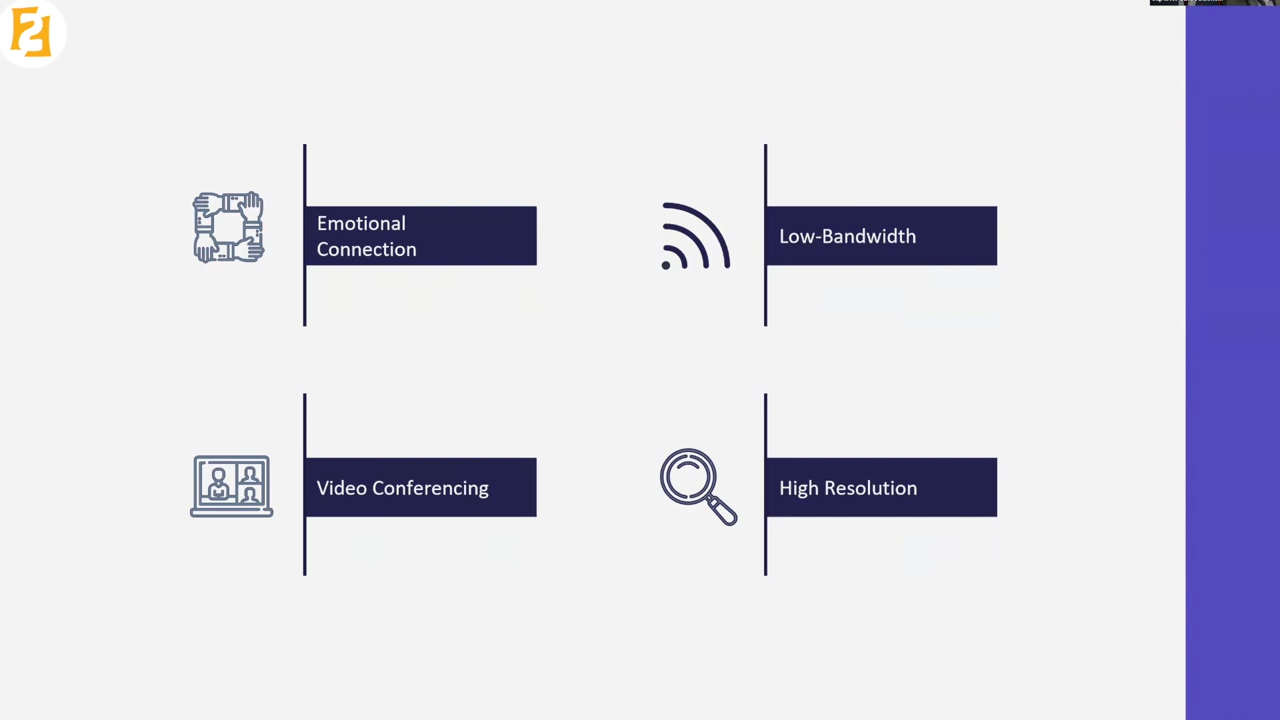 Emotional
Connection
Low-Bandwidth
Video Conferencing
High Resolution